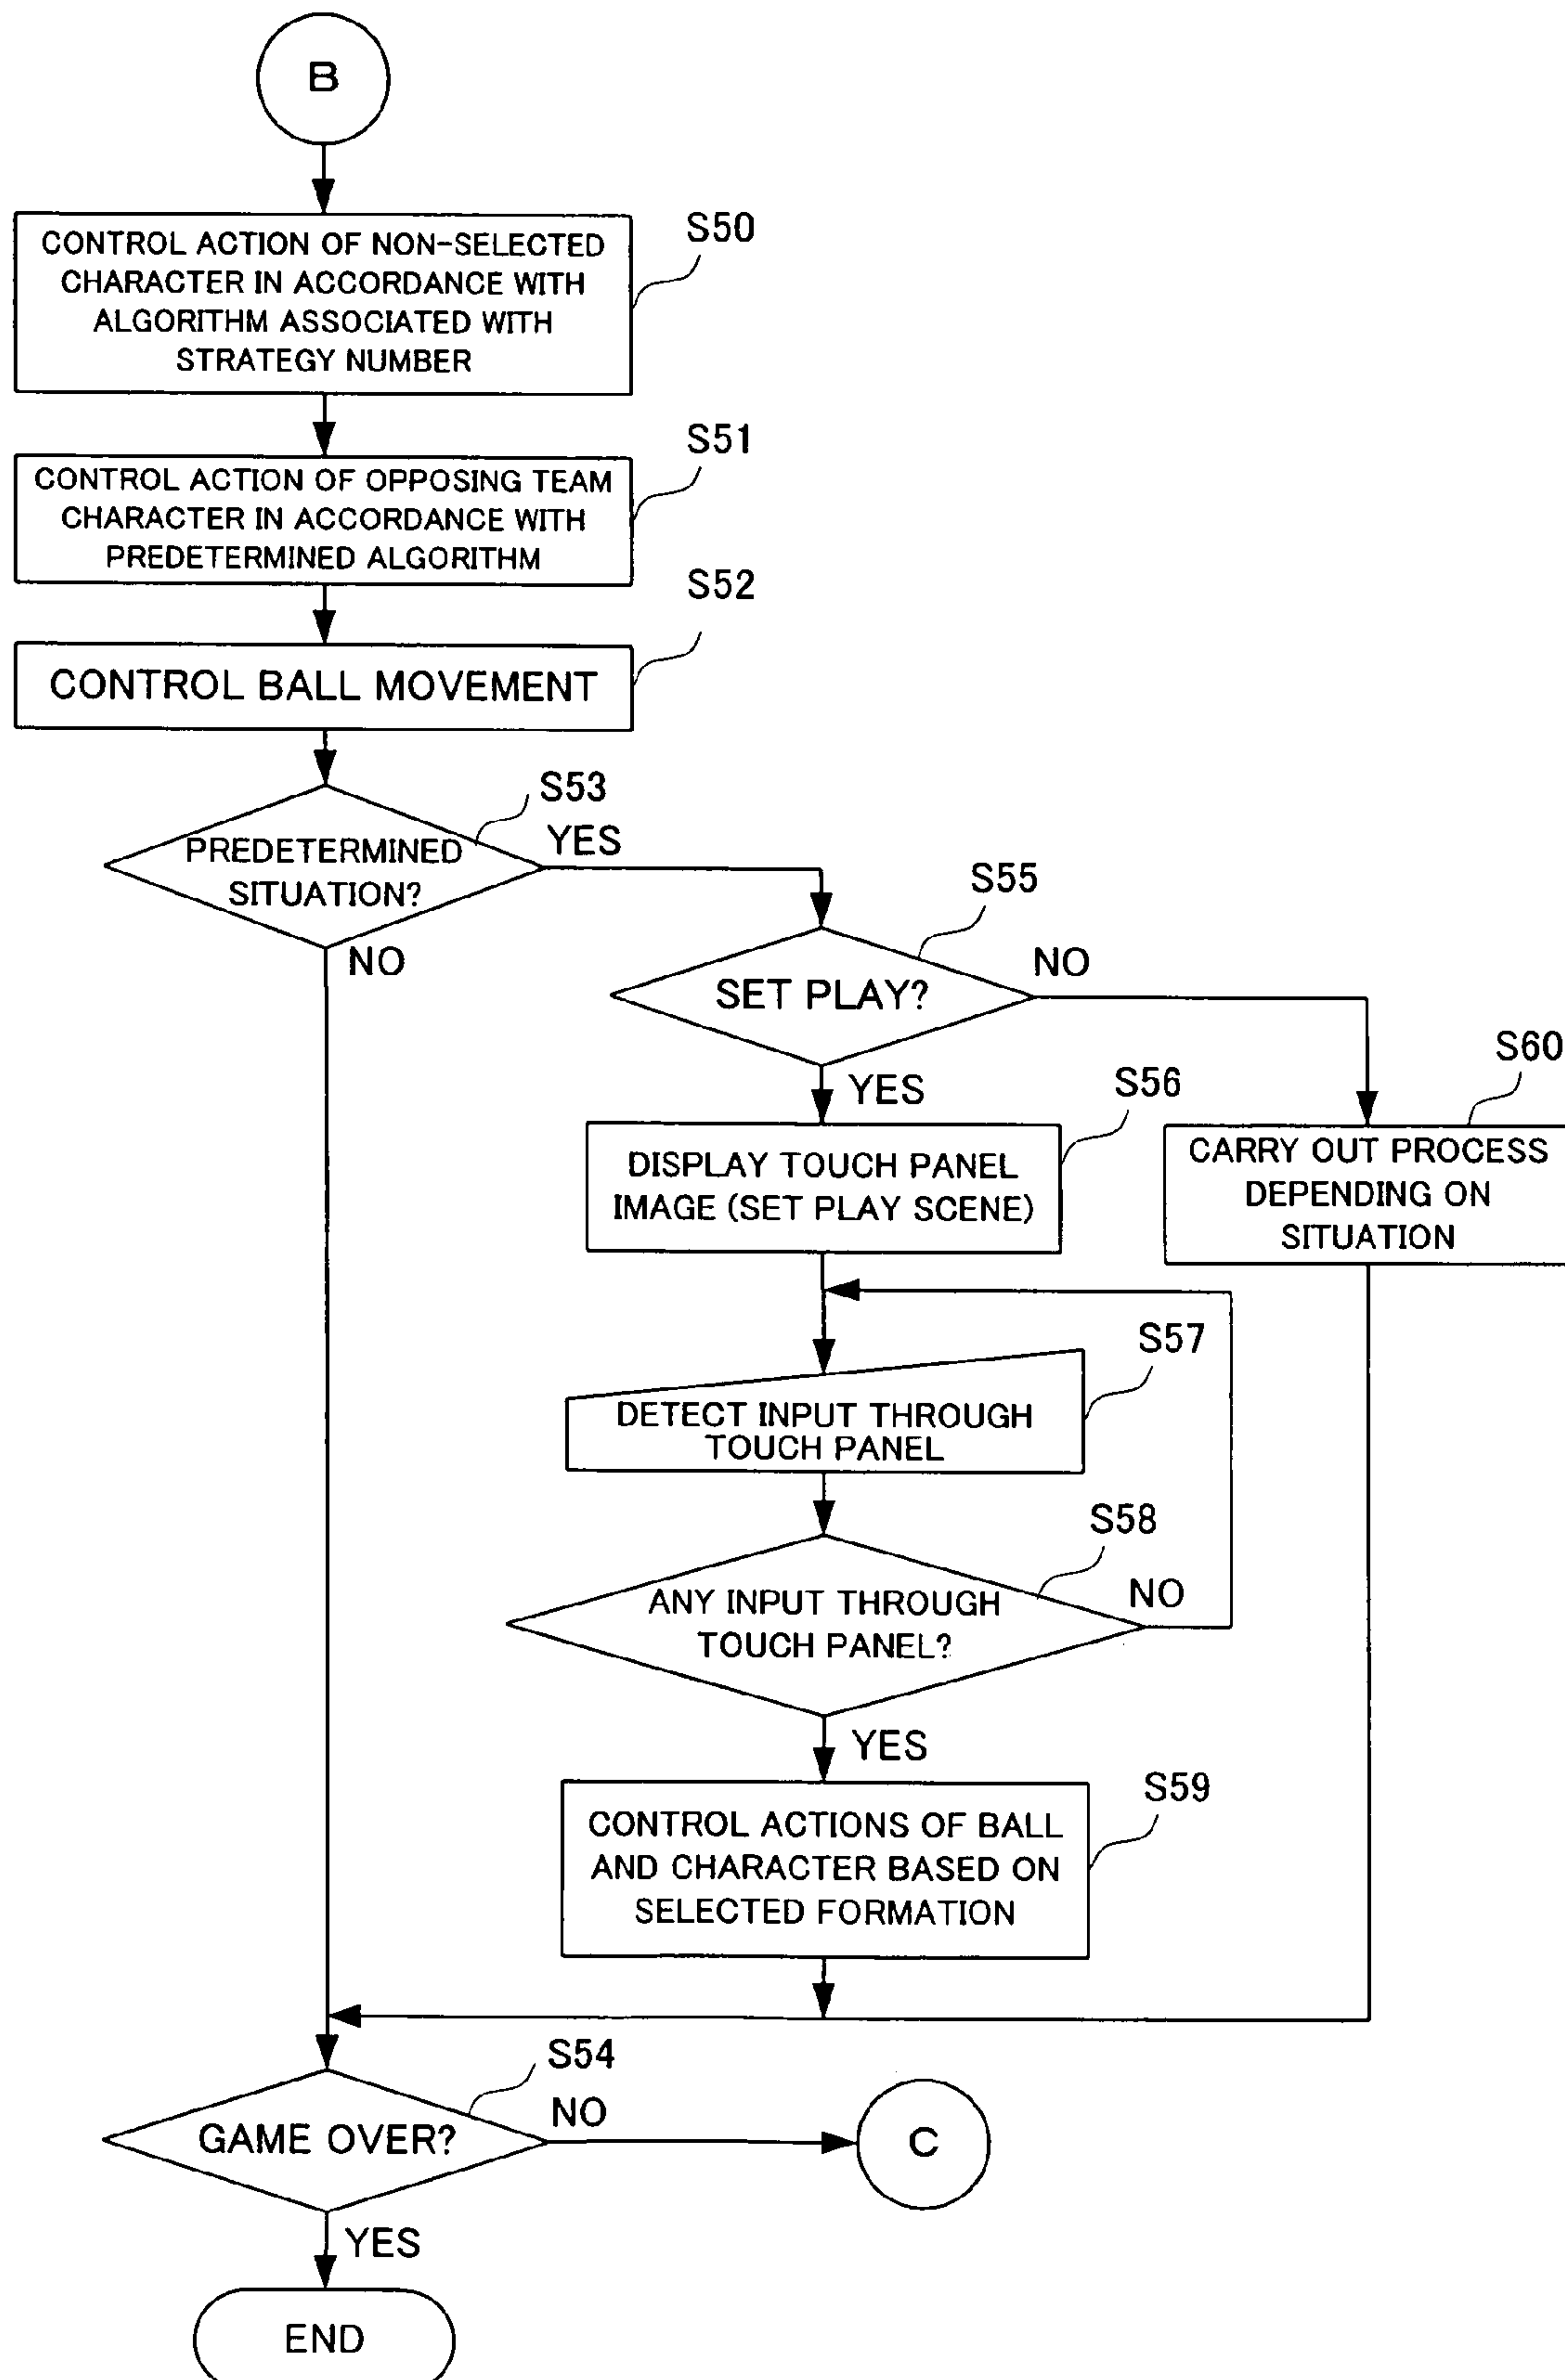 B
S50
CONTROL ACTION OF NON-SELECTED
CHARACTER IN ACCORDANCE WITH
ALGORITHM ASSOCIATED WITH
STRATEGY NUMBER
S51
CONTROL ACTION OF OPPOSING TEAM
CHARACTER IN ACCORDANCE WITH
PREDETERMINED ALGORITHM
S52
CONTROL BALL MOVEMENT
S53
PREDETERMINED
SITUATION?
YES
NO
S55
SET PLAY?
NO
YES
S60
CARRY OUT PROCESS
DEPENDING ON
SITUATION
S56
DISPLAY TOUCH PANEL
IMAGE (SET PLAY SCENE)
S57
DETECT INPUT THROUGH
TOUCH PANEL
S58
ANY INPUT THROUGH
TOUCH PANEL?
NO
YES
S59
CONTROL ACTIONS OF BALL
AND CHARACTER BASED ON
SELECTED FORMATION
S54
GAME OVER?
NO
C
YES
END